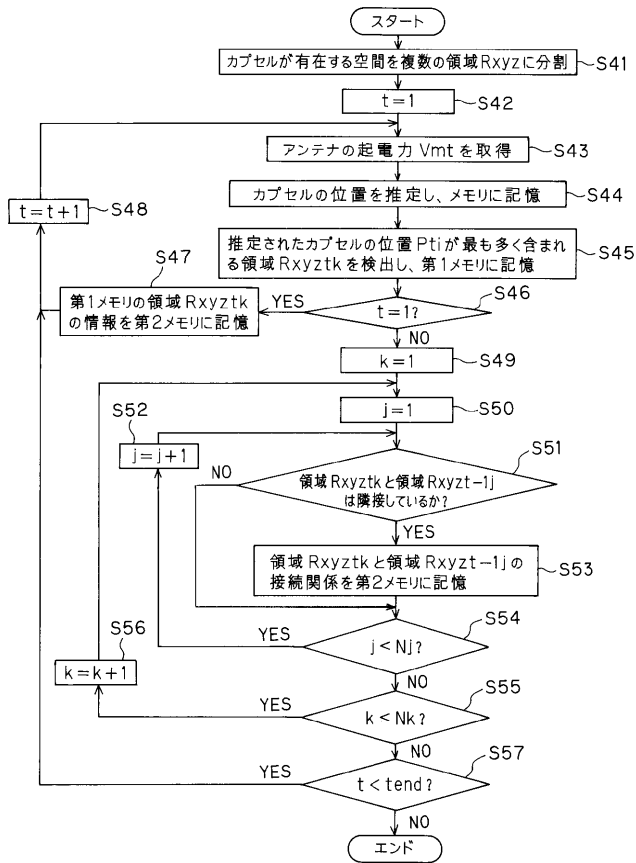 スタート
カプセルが有在する空間を複数の領域Rxyzに分割
S41
t=1
S42
アンテナの起電力Vmtを取得
S43
カプセルの位置を推定し、メモリに記憶
S44
t=t+1
S48
推定されたカプセルの位置Ptiが最も多く含まれ
る領域Rxyztkを検出し、第1メモリに記憶
S45
S47
第1メモリの領域Rxyztk
の情報を第2メモリに記憶
YES
t=1?
S46
NO
k=1
S49
j=1
S50
S52
j=j+1
NO
領域Rxyztkと領域Rxyzt-1j
は隣接しているか?
S51
YES
領域Rxyztkと領域Rxyzt-1jの
接続関係を第2メモリに記憶
S53
YES
j<Nj?
S54
NO
S56
k=k+1
YES
k<Nk?
S55
NO
YES
t<tend?
S57
NO
エンド